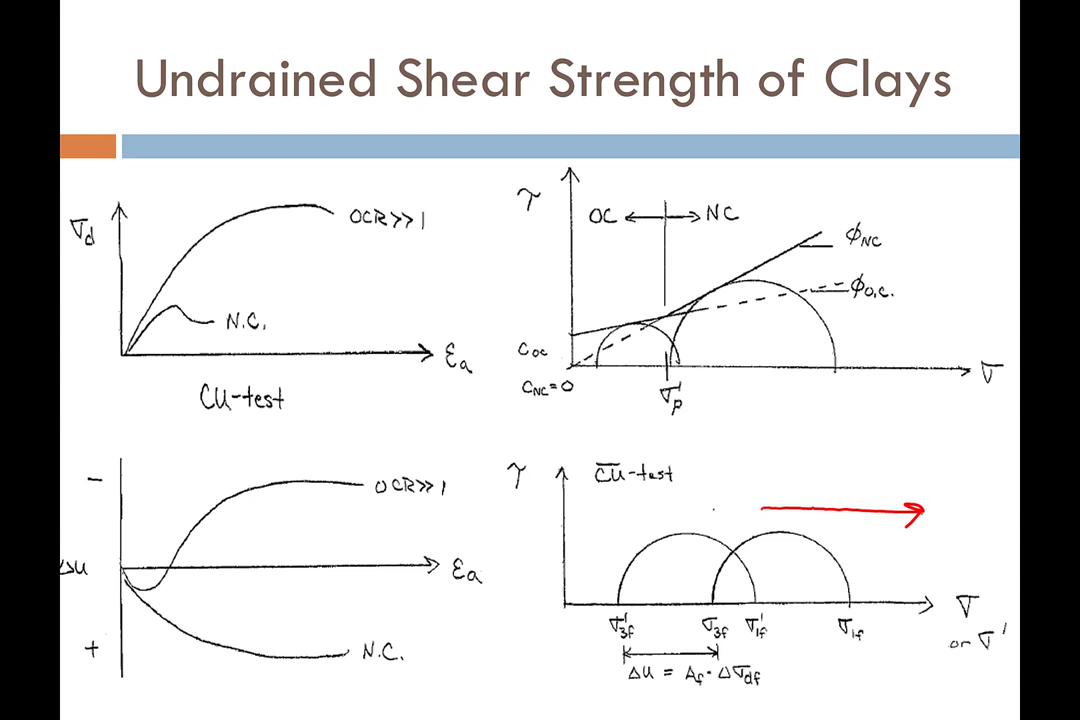 Undrained Shear Strength of Clays
σd
OCR>>1
N.C.
εa
CU-test
τ
OC
NC
ϕNC
ϕO.C.
COC
CNC=0
σ'p
σ
-
OCR>>1
Δu
εa
+
N.C.
τ
C̅U̅-test
σ'3f
σ3f
σ'1f
σ1f
σ
or σ'
Δu = Af · Δσdf